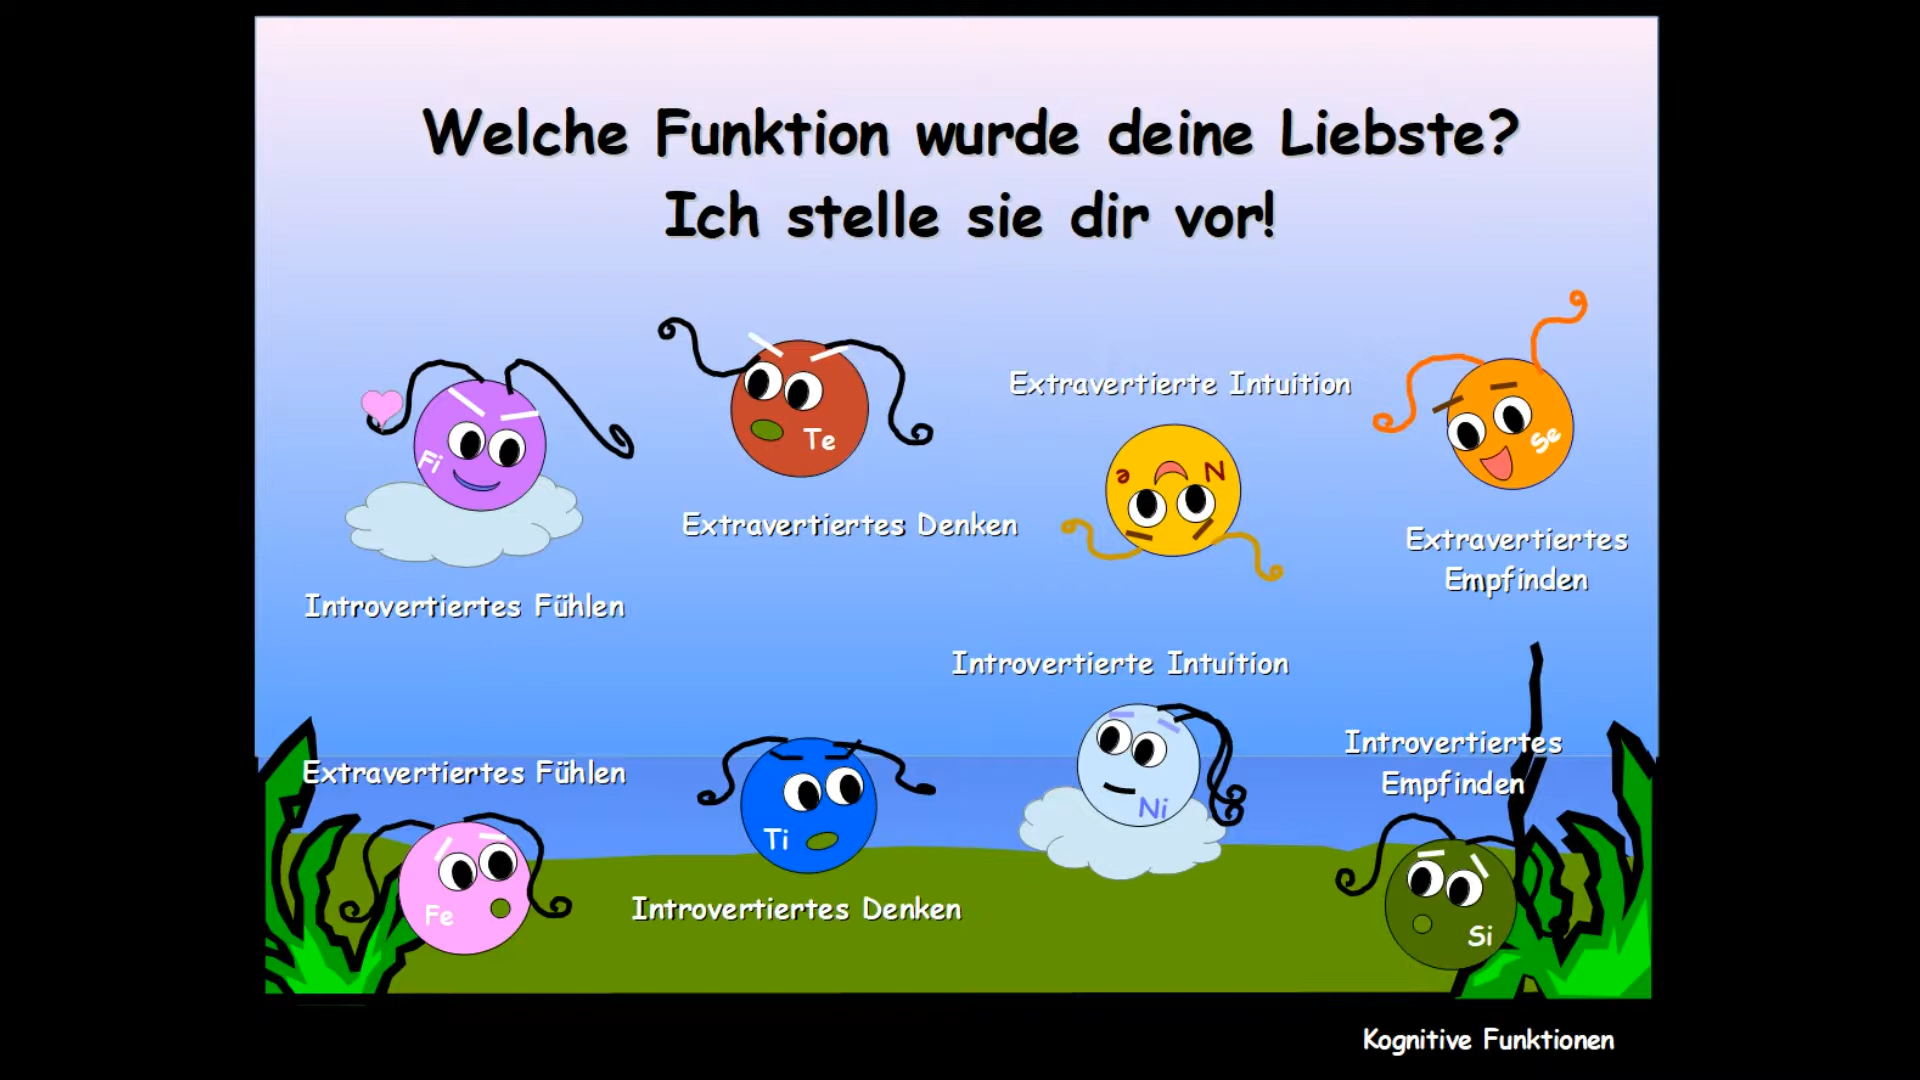 Welche Funktion wurde deine Liebste?
Ich stelle sie dir vor!
Fi
Introvertiertes Fühlen
Te
Extravertiertes Denken
Extravertierte Intuition
Ne
Se
Extravertiertes
Empfinden
Extravertiertes Fühlen
Fe
Ti
Introvertiertes Denken
Introvertierte Intuition
Ni
Introvertiertes
Empfinden
Si
Kognitive Funktionen